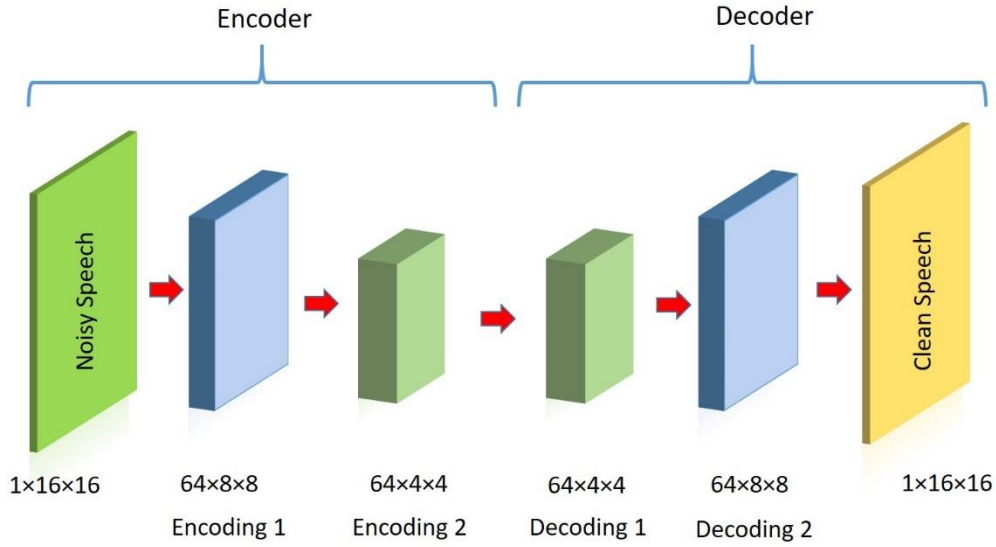 Encoder
Decoder
Noisy Speech
Clean Speech
1×16×16
64×8×8
64×4×4
64×4×4
64×8×8
1×16×16
Encoding 1
Encoding 2
Decoding 1
Decoding 2